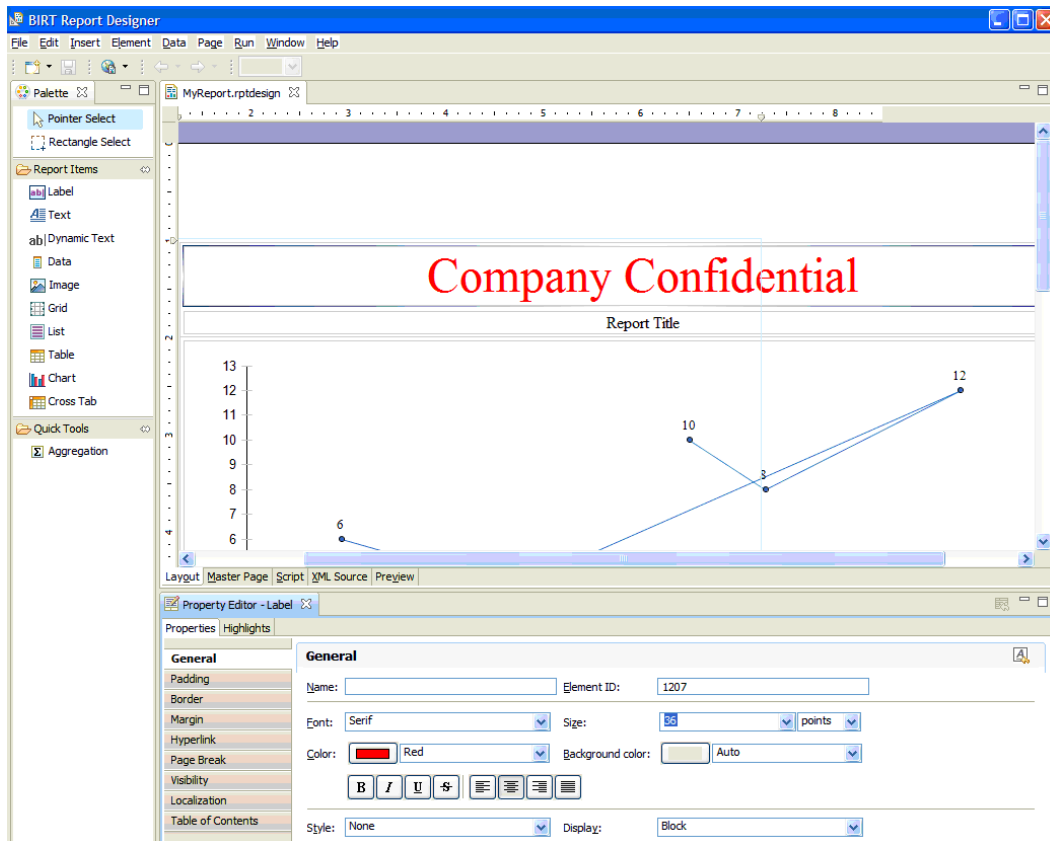 BIRT Report Designer
File Edit Insert Element Data Page Run Window Help
Palette
MyReport.rptdesign
Pointer Select
Rectangle Select
Report Items
Label
Text
Dynamic Text
Data
Image
Grid
List
Table
Chart
Cross Tab
Quick Tools
Aggregation
2 3 4 5 6 7 8
0
1
2
3
4
Company Confidential
Report Title
13
12
11
10
9
8
7
6
6
10
8
12
Layout Master Page Script XML Source Preview
Property Editor - Label
Properties Highlights
General
Padding
Border
Margin
Hyperlink
Page Break
Visibility
Localization
Table of Contents
General
Name: Element ID: 1207
Font: Serif Size: 36 points
Color: Red Background color: Auto
B I U S
Style: None Display: Block